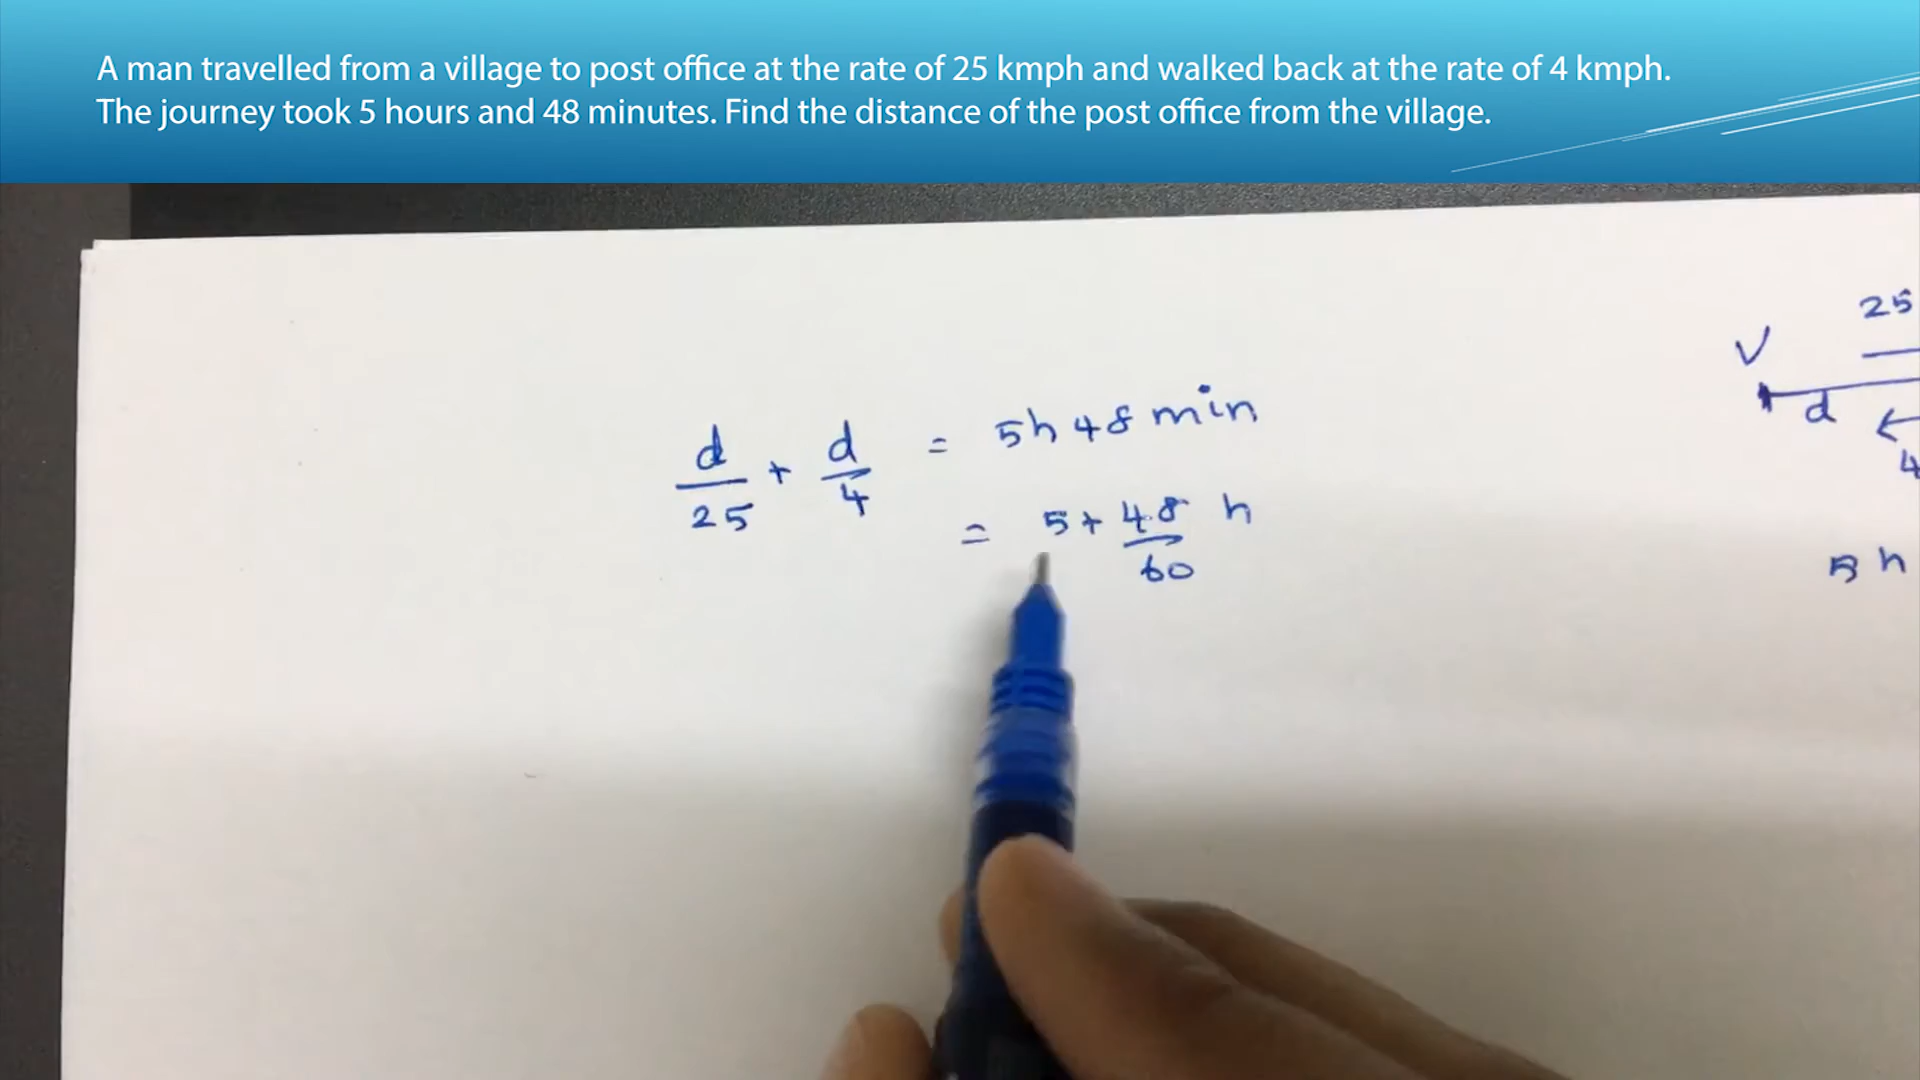 A man travelled from a village to post office at the rate of 25 kmph and walked back at the rate of 4 kmph.
The journey took 5 hours and 48 minutes. Find the distance of the post office from the village.
d/25 + d/4 = 5h 48 min
= 5 + 48/60 h
25
V
d
4
5 h